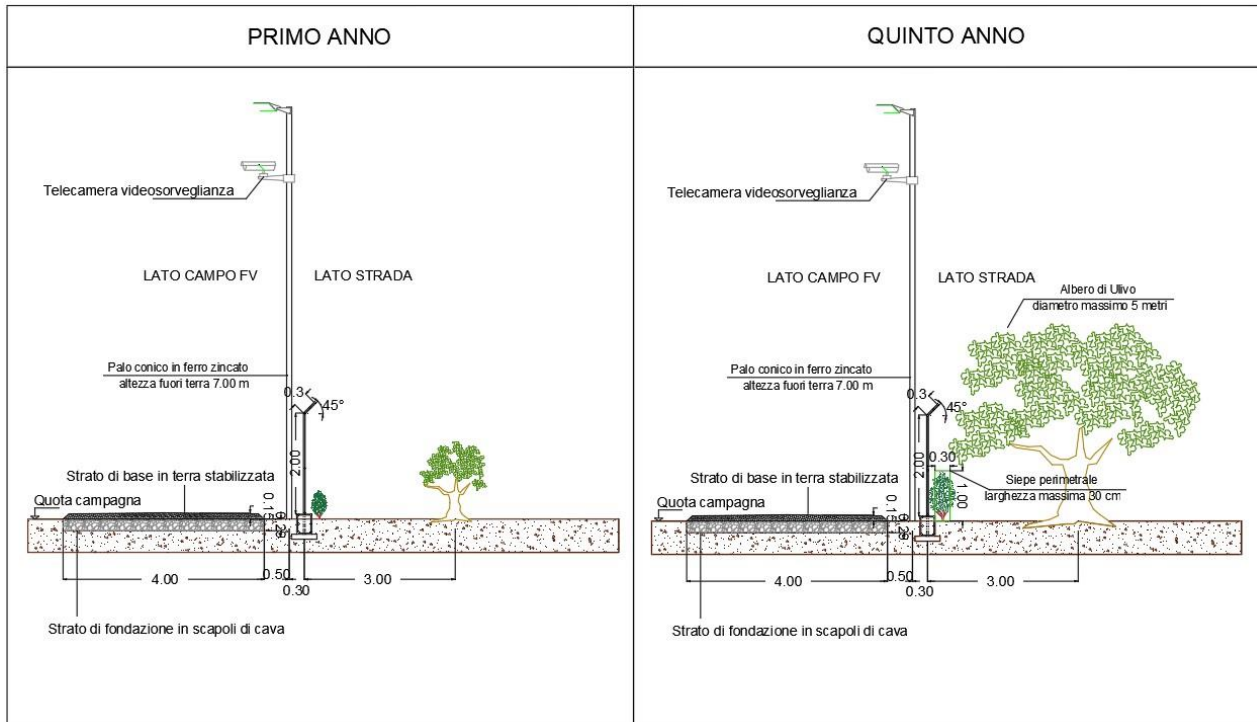 PRIMO ANNO
Telecamera videosorveglianza
LATO CAMPO FV
LATO STRADA
Palo conico in ferro zincato
altezza fuori terra 7.00 m
0.3
45°
2.00
Strato di base in terra stabilizzata
Quota campagna
0.1
4.00
0.50
0.30
3.00
Strato di fondazione in scapoli di cava
QUINTO ANNO
Telecamera videosorveglianza
LATO CAMPO FV
LATO STRADA
Albero di Ulivo
diametro massimo 5 metri
Palo conico in ferro zincato
altezza fuori terra 7.00 m
0.3
45°
2.00
0.30
Strato di base in terra stabilizzata
Siepe perimetrale
larghezza massima 30 cm
1.00
Quota campagna
0.1
4.00
0.50
0.30
3.00
Strato di fondazione in scapoli di cava